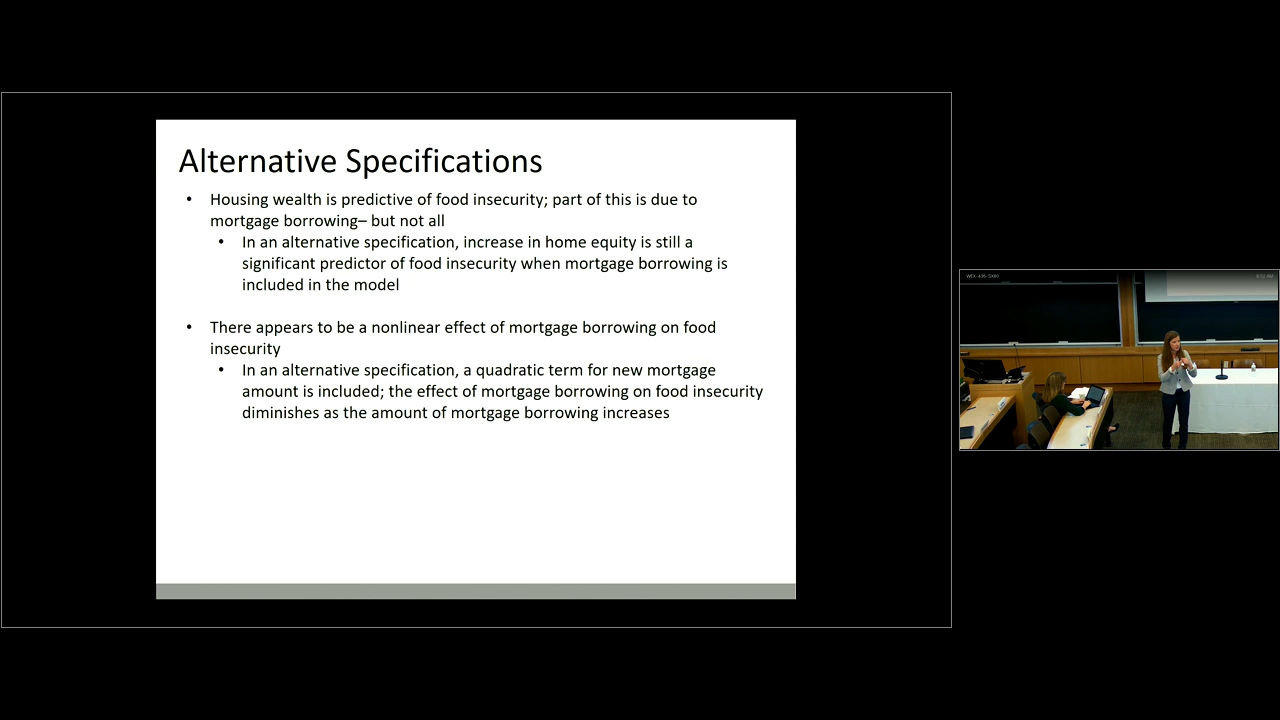 Alternative Specifications
• Housing wealth is predictive of food insecurity; part of this is due to
mortgage borrowing– but not all
• In an alternative specification, increase in home equity is still a
significant predictor of food insecurity when mortgage borrowing is
included in the model
• There appears to be a nonlinear effect of mortgage borrowing on food
insecurity
• In an alternative specification, a quadratic term for new mortgage
amount is included; the effect of mortgage borrowing on food insecurity
diminishes as the amount of mortgage borrowing increases